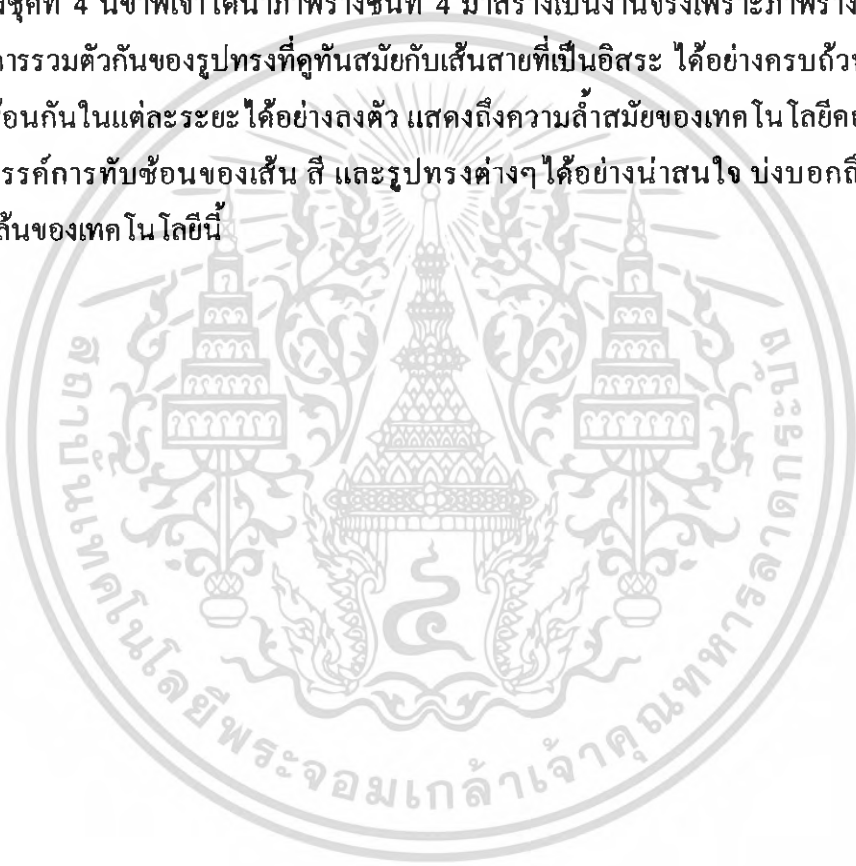 งชุดที่ 4 นี้ข้าพเจ้าได้นำภาพร่างชิ้นที่ 4 มาสร้างเป็นงานจริงเพราะภาพร่าง
ารรวมตัวกันของรูปทรงที่ดูทันสมัยกับเส้นสายที่เป็นอิสระ ได้อย่างครบถ้วน
้อนกันในแต่ละระยะได้อย่างลงตัว แสดงถึงความล้ำสมัยของเทคโนโลยีคอ
รรค์การทับซ้อนของเส้น สี และรูปทรงต่างๆ ได้อย่างน่าสนใจ บ่งบอกถึ
ล้นของเทคโนโลยีนี้
สถาบันเทคโนโลยีพระจอมเกล้าเจ้าคุณทหารลาดกระบัง